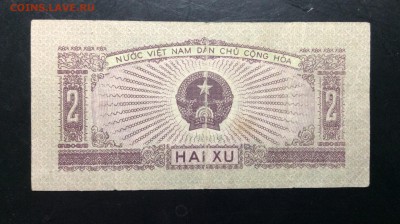 COINS.LAVE.RU
NƯỚC VIỆT NAM DÂN CHỦ CỘNG HÒA
2 2
HAI XU